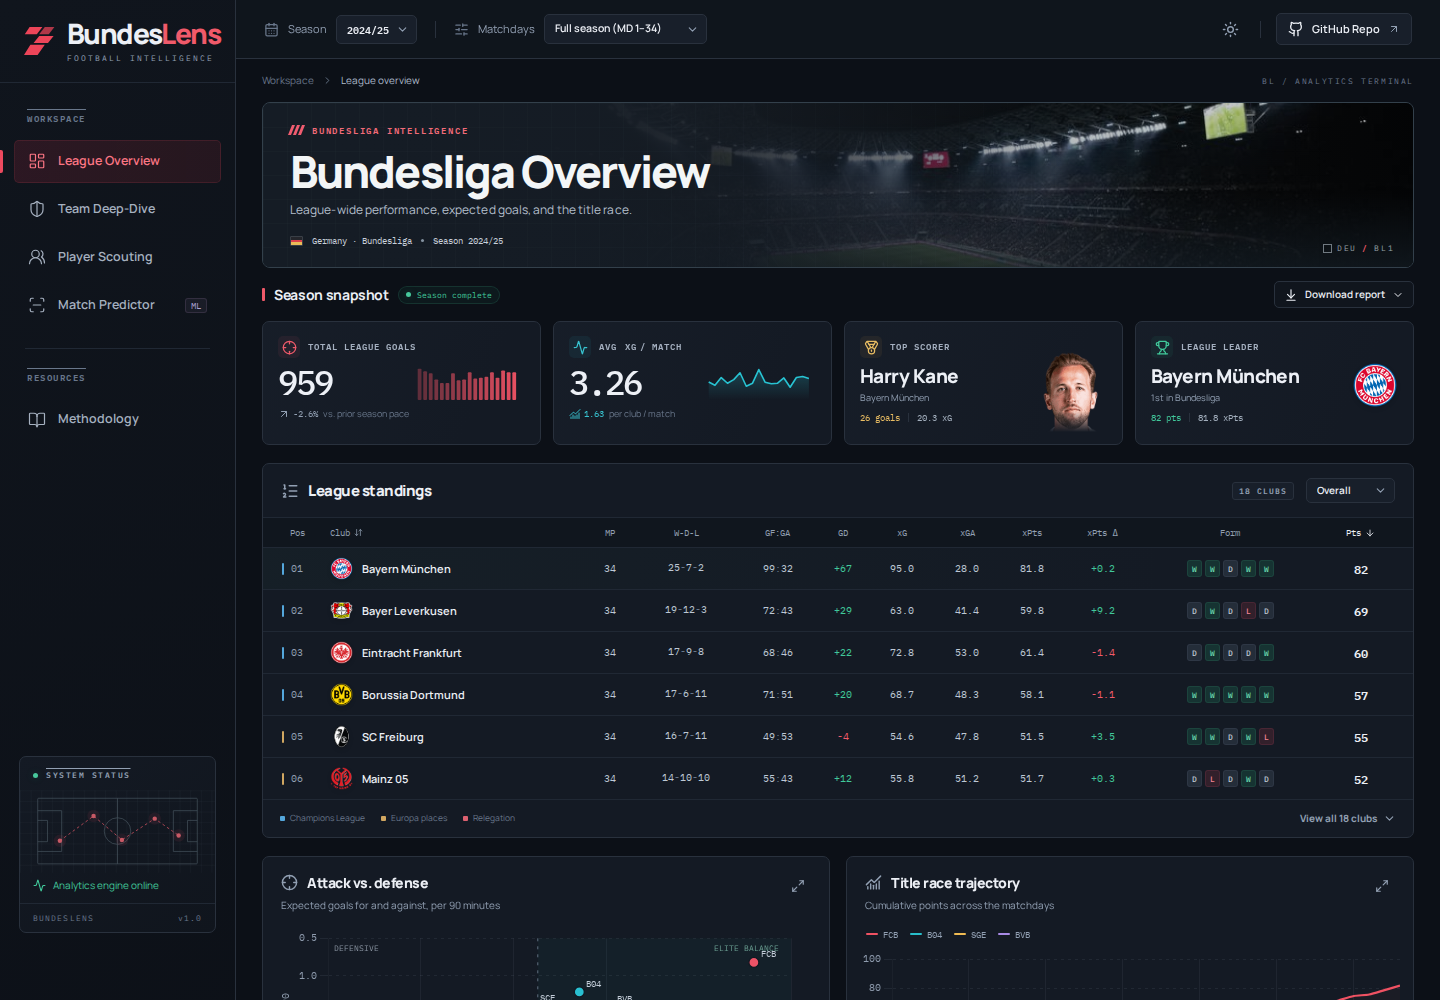 BundesLens
FOOTBALL INTELLIGENCE
WORKSPACE
League Overview
Team Deep-Dive
Player Scouting
Match Predictor ML
RESOURCES
Methodology
SYSTEM STATUS
Analytics engine online
BUNDESLENS v1.0
Season 2024/25 Matchdays Full season (MD 1–34) GitHub Repo
Workspace > League overview BL / ANALYTICS TERMINAL
BUNDESLIGA INTELLIGENCE
Bundesliga Overview
League-wide performance, expected goals, and the title race.
Germany · Bundesliga • Season 2024/25
DEU / BL1
Season snapshot Season complete Download report
TOTAL LEAGUE GOALS
959
-2.6% vs. prior season pace
AVG XG / MATCH
3.26
1.63 per club / match
TOP SCORER
Harry Kane
Bayern München
26 goals 20.3 xG
LEAGUE LEADER
Bayern München
1st in Bundesliga
82 pts 81.8 xPts
FC BAYERN MÜNCHEN
League standings 18 CLUBS Overall
Pos Club MP W-D-L GF:GA GD xG xGA xPts xPts Δ Form Pts
01 Bayern München 34 25-7-2 99:32 +67 95.0 28.0 81.8 +0.2 W W D W W 82
02 Bayer Leverkusen 34 19-12-3 72:43 +29 63.0 41.4 59.8 +9.2 D W D L D 69
03 Eintracht Frankfurt 34 17-9-8 68:46 +22 72.8 53.0 61.4 -1.4 D W D D W 60
04 Borussia Dortmund 34 17-6-11 71:51 +20 68.7 48.3 58.1 -1.1 W W W W W 57
05 SC Freiburg 34 16-7-11 49:53 -4 54.6 47.8 51.5 +3.5 W W D W L 55
06 Mainz 05 34 14-10-10 55:43 +12 55.8 51.2 51.7 +0.3 D L D W D 52
Champions League Europa places Relegation View all 18 clubs
Attack vs. defense
Expected goals for and against, per 90 minutes
0.5
DEFENSIVE ELITE BALANCE
FCB
1.0
B04
SGE BVB
Title race trajectory
Cumulative points across the matchdays
FCB B04 SGE BVB
100
80